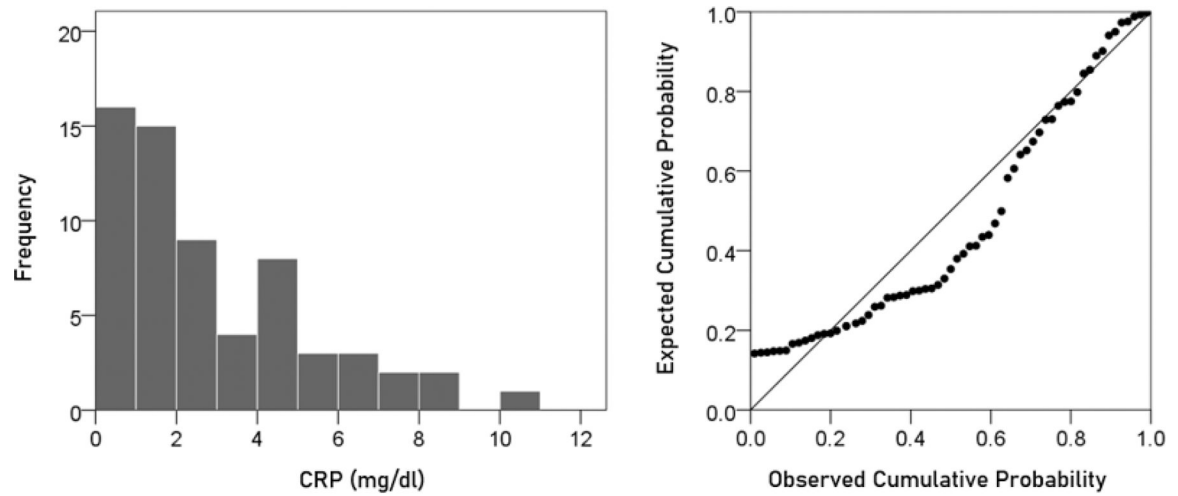 20
15
10
5
0
Frequency
0 2 4 6 8 10 12
CRP (mg/dl)
1.0
0.8
0.6
0.4
0.2
0.0
Expected Cumulative Probability
0.0 0.2 0.4 0.6 0.8 1.0
Observed Cumulative Probability